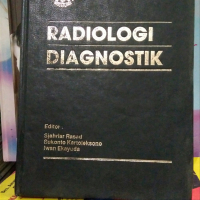 RADIOLOGI
DIAGNOSTIK
Editor :
Sjahriar Rasad
Sukonto Kartoleksono
Iwan Ekayuda